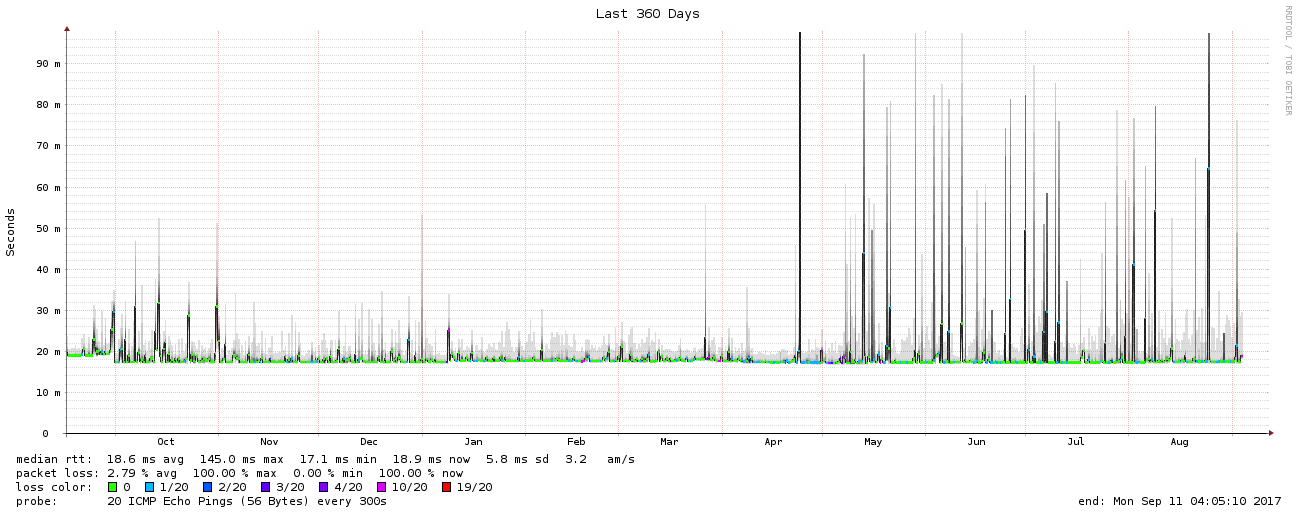 Last 360 Days
RRDTOOL / TOBI OETIKER
Seconds
90 m
80 m
70 m
60 m
50 m
40 m
30 m
20 m
10 m
0
Oct Nov Dec Jan Feb Mar Apr May Jun Jul Aug
median rtt: 18.6 ms avg 145.0 ms max 17.1 ms min 18.9 ms now 5.8 ms sd 3.2 am/s
packet loss: 2.79 % avg 100.00 % max 0.00 % min 100.00 % now
loss color: 0 1/20 2/20 3/20 4/20 10/20 19/20
probe: 20 ICMP Echo Pings (56 Bytes) every 300s end: Mon Sep 11 04:05:10 2017